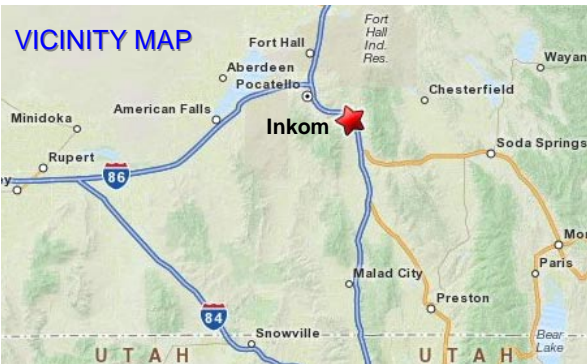 VICINITY MAP
Fort
Hall
Ind.
Res.
Fort Hall
Wayan
Aberdeen
Pocatello
Chesterfield
American Falls
Minidoka
Inkom
Soda Springs
Rupert
86
Paris
Malad City
Preston
84
Snowville
Bear
Lake
UTAH
UTAH